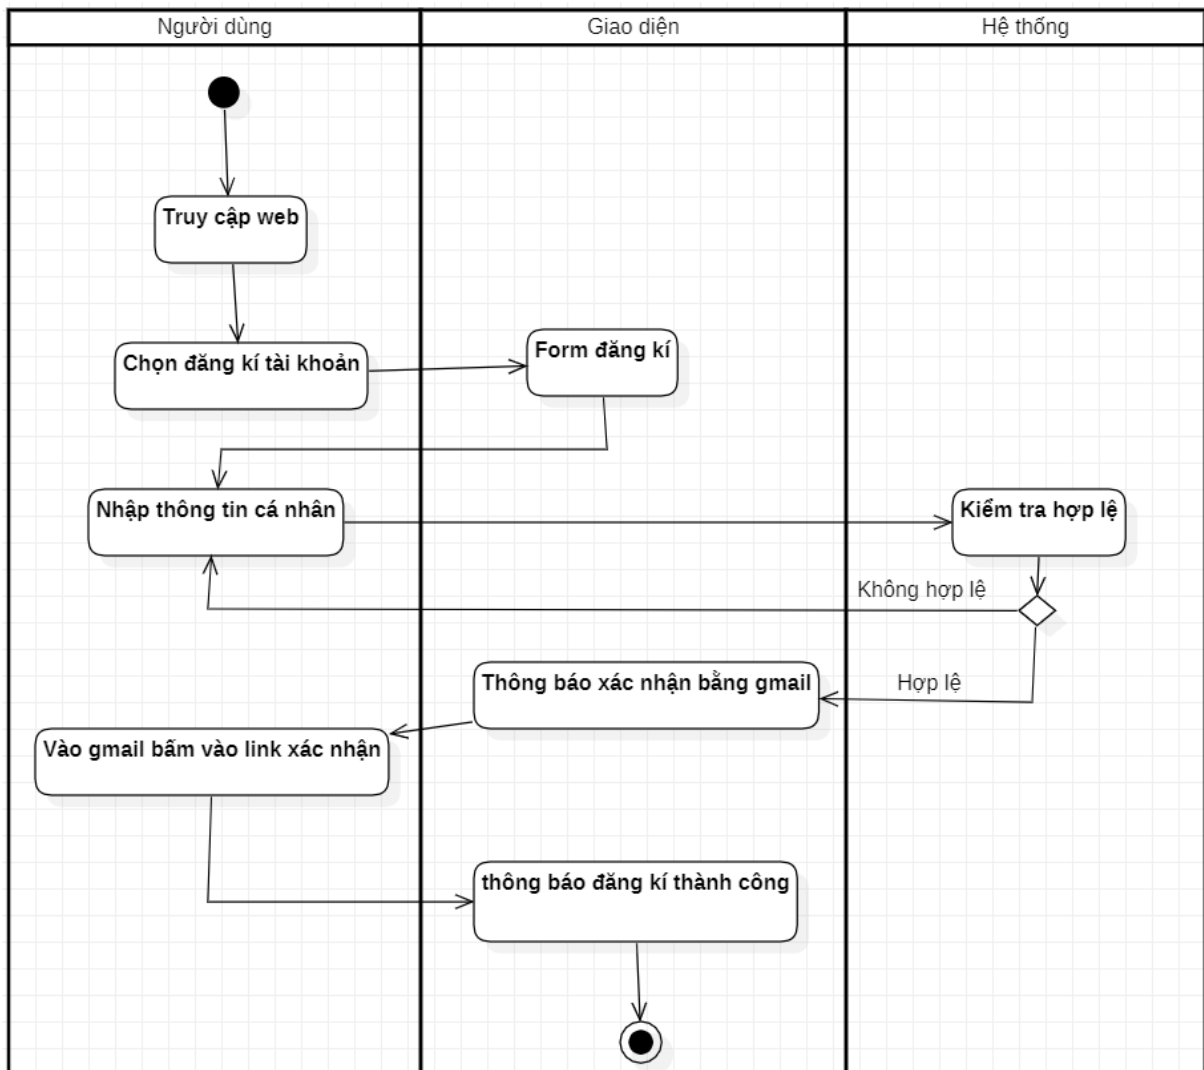 Người dùng
Giao diện
Hệ thống
Truy cập web
Chọn đăng kí tài khoản
Form đăng kí
Nhập thông tin cá nhân
Kiểm tra hợp lệ
Không hợp lệ
Thông báo xác nhận bằng gmail
Hợp lệ
Vào gmail bấm vào link xác nhận
thông báo đăng kí thành công